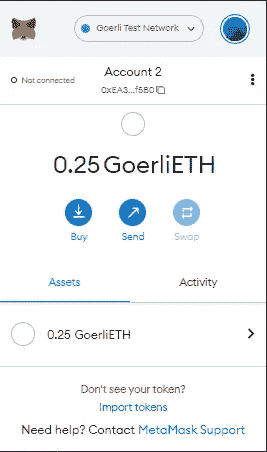 Goerli Test Network
Not connected
Account 2
0xEA3...f580
0.25 GoerliETH
Buy
Send
Swap
Assets
Activity
0.25 GoerliETH
Don't see your token?
Import tokens
Need help? Contact MetaMask Support